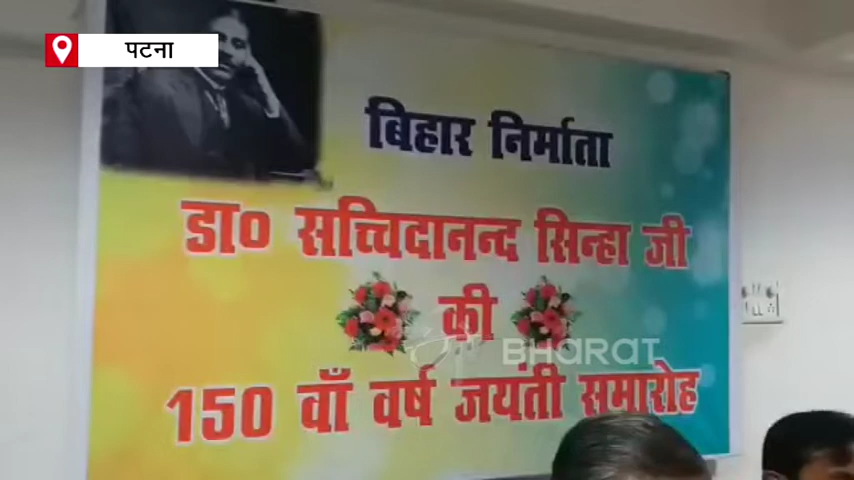 पटना
बिहार निर्माता
डा० सच्चिदानन्द सिन्हा जी
की
BHARAT
150 वाँ वर्ष जयंती समारोह